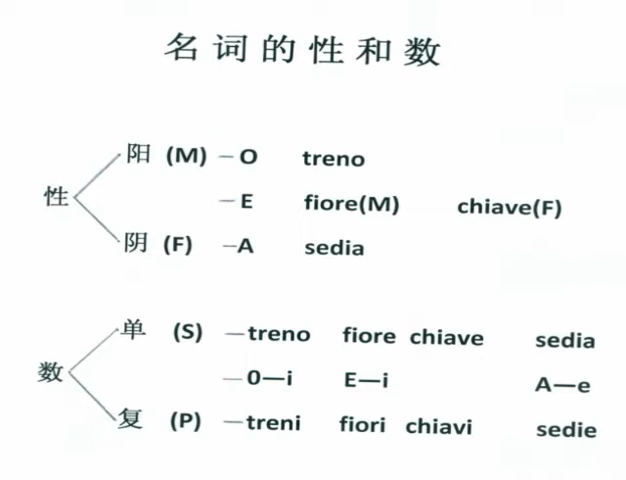 名词的性和数
阳 (M) — O treno
性 — E fiore(M) chiave(F)
阴 (F) —A sedia
单 (S) —treno fiore chiave sedia
数 — 0—i E—i A—e
复 (P) —treni fiori chiavi sedie